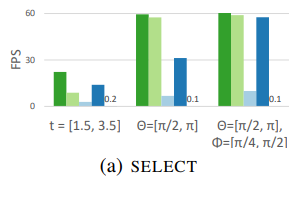 60
FPS
30
0
0.2
0.1
0.1
t = [1.5, 3.5]
Θ=[π/2, π]
Θ=[π/2, π],
Φ=[π/4, π/2]
(a) SELECT